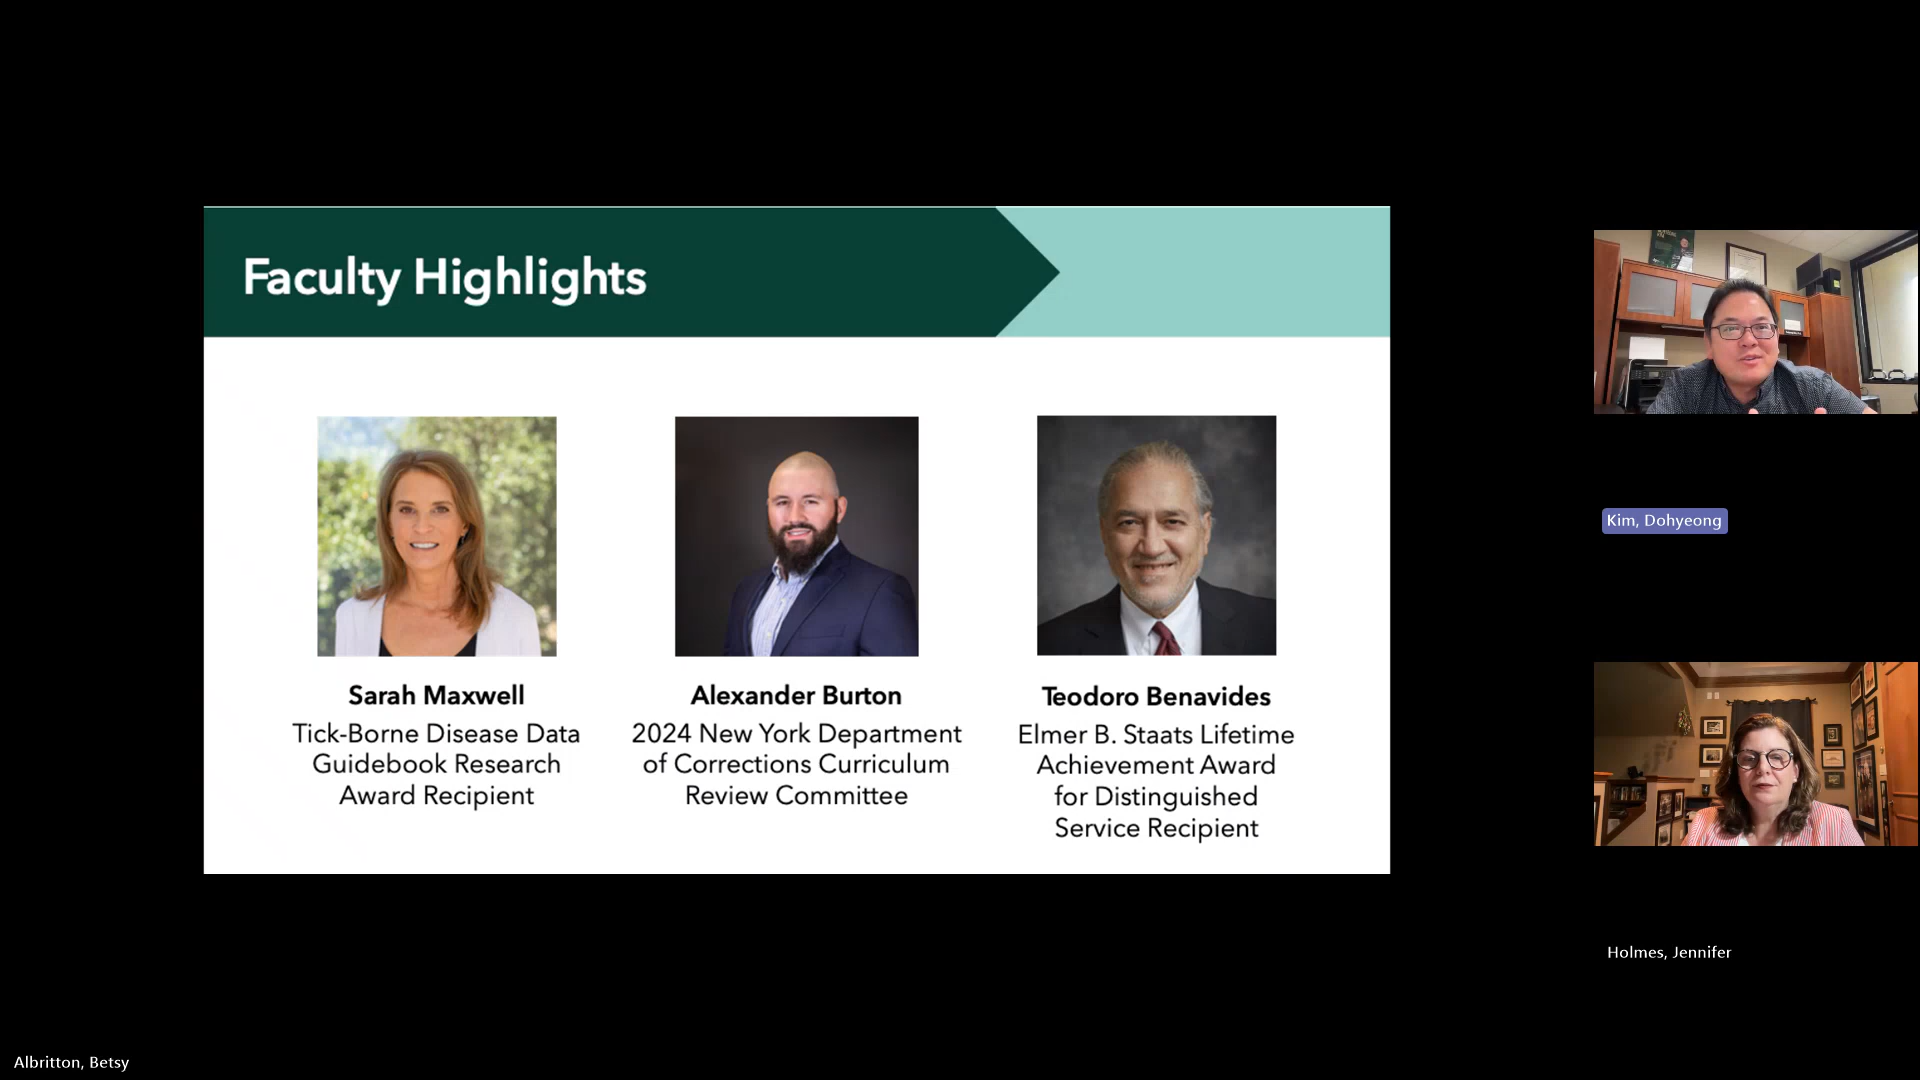 Faculty Highlights
Sarah Maxwell
Tick-Borne Disease Data
Guidebook Research
Award Recipient
Alexander Burton
2024 New York Department
of Corrections Curriculum
Review Committee
Teodoro Benavides
Elmer B. Staats Lifetime
Achievement Award
for Distinguished
Service Recipient
Kim, Dohyeong
Holmes, Jennifer
Albritton, Betsy